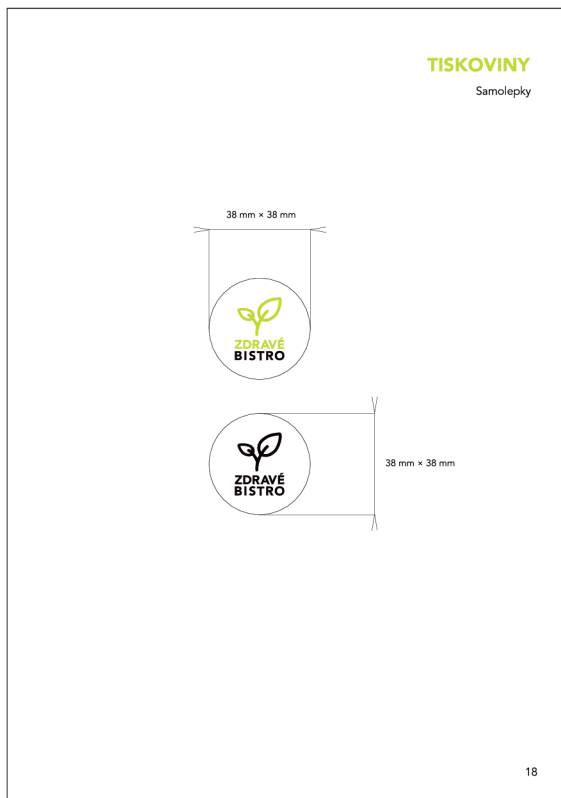 TISKOVINY
Samolepky
38 mm × 38 mm
ZDRAVÉ
BISTRO
38 mm × 38 mm
ZDRAVÉ
BISTRO
18